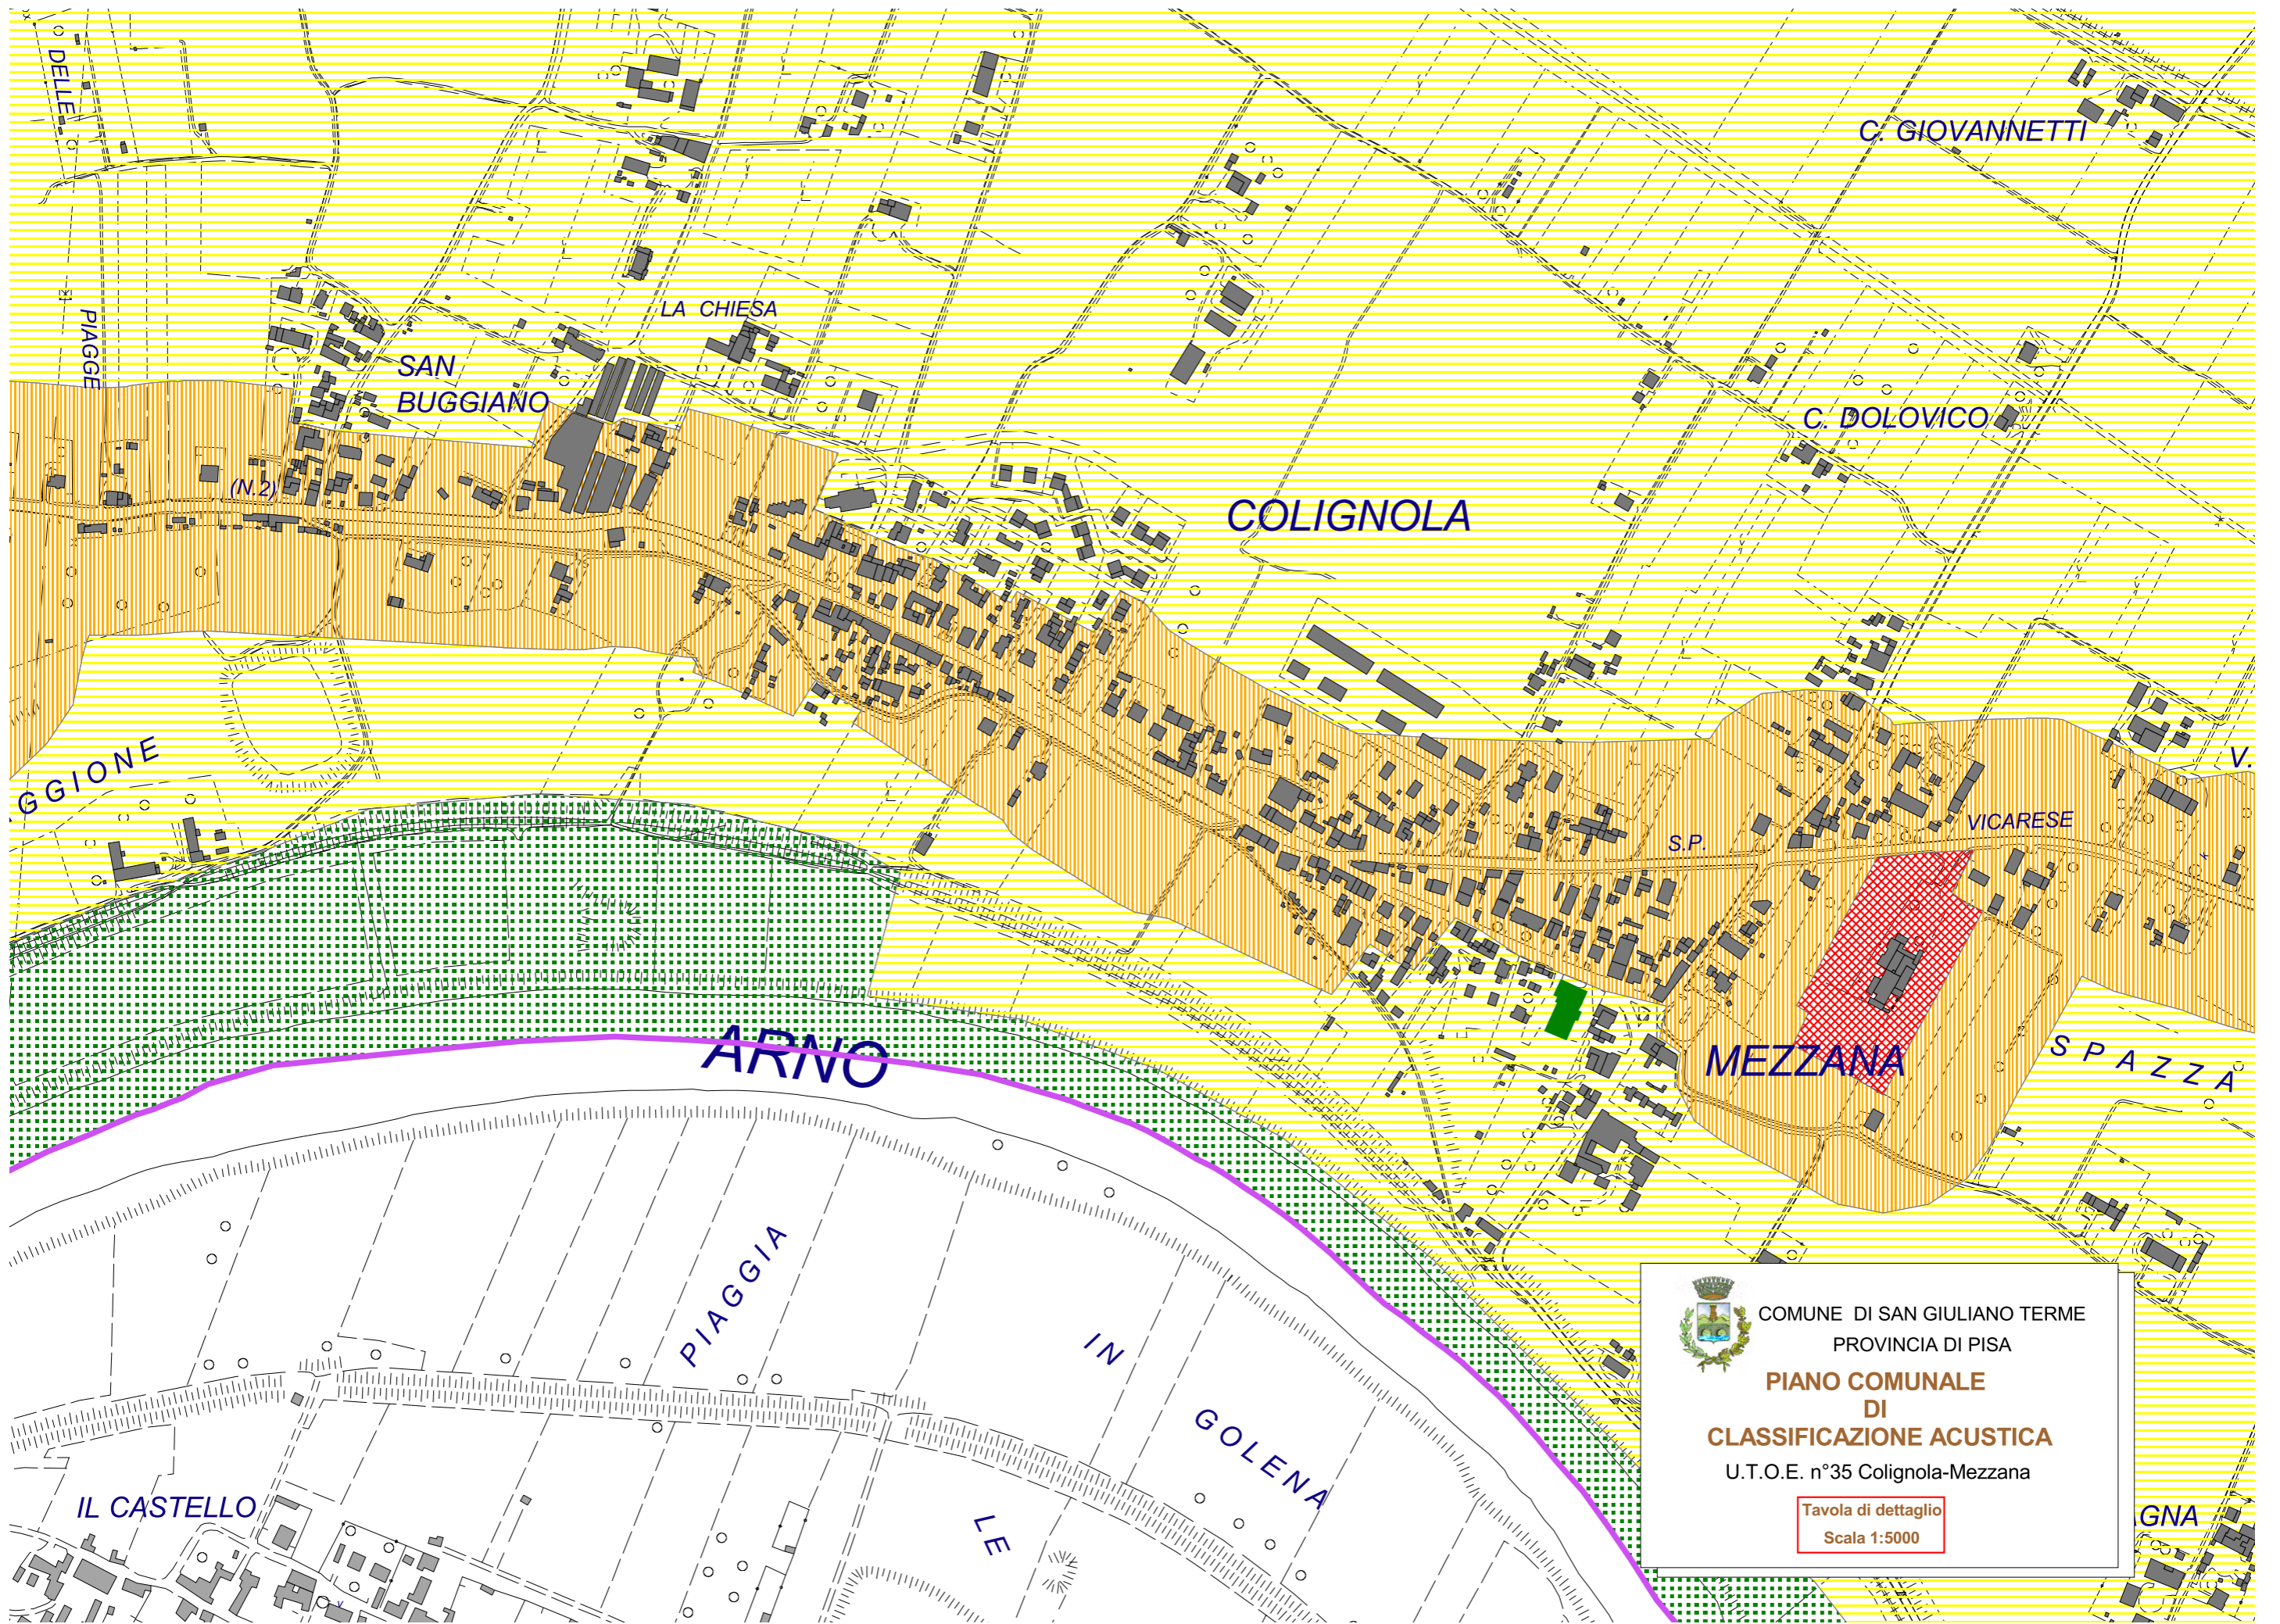 DELLE
C. GIOVANNETTI
PIAGGE
LA CHIESA
SAN
BUGGIANO
C. DOLOVICO
(N.2)
COLIGNOLA
V.
GGIONE
VICARESE
S.P.
ARNO
MEZZANA
SPAZZA
PIAGGIA
IN
GOLENA
LE
IL CASTELLO
GNA
COMUNE DI SAN GIULIANO TERME
PROVINCIA DI PISA
PIANO COMUNALE
DI
CLASSIFICAZIONE ACUSTICA
U.T.O.E. n°35 Colignola-Mezzana
Tavola di dettaglio
Scala 1:5000